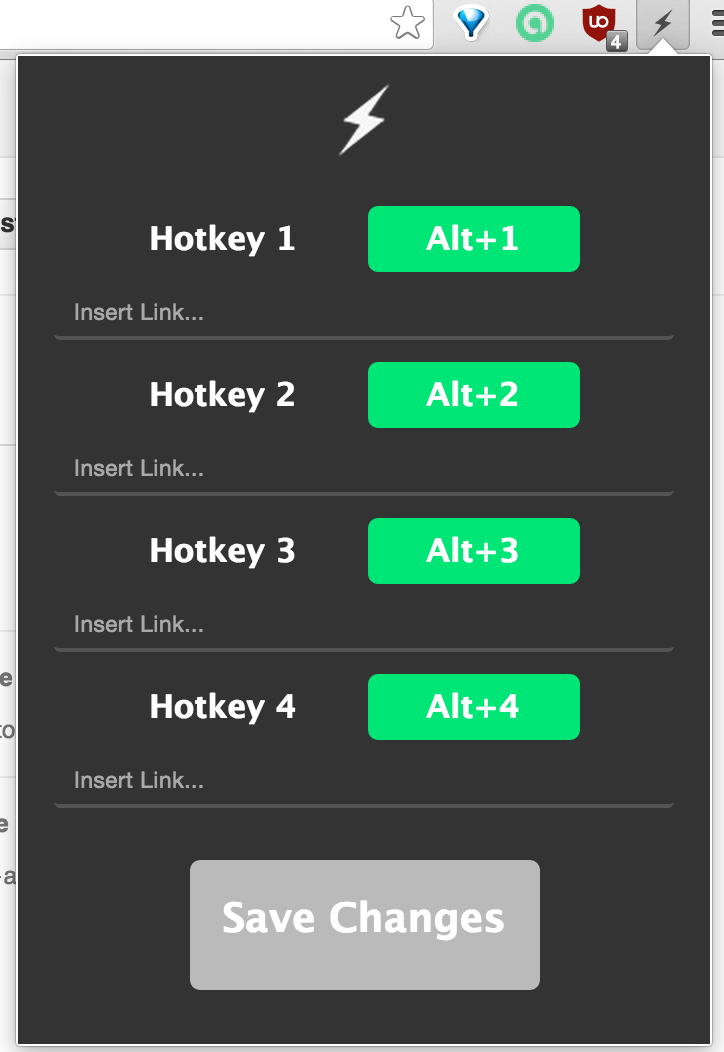 4
Hotkey 1 Alt+1
Insert Link...
Hotkey 2 Alt+2
Insert Link...
Hotkey 3 Alt+3
Insert Link...
Hotkey 4 Alt+4
Insert Link...
Save Changes